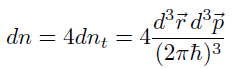 $dn = 4dn_t = 4\frac{d^3\vec{r}\,d^3\vec{p}}{(2\pi\hbar)^3}$